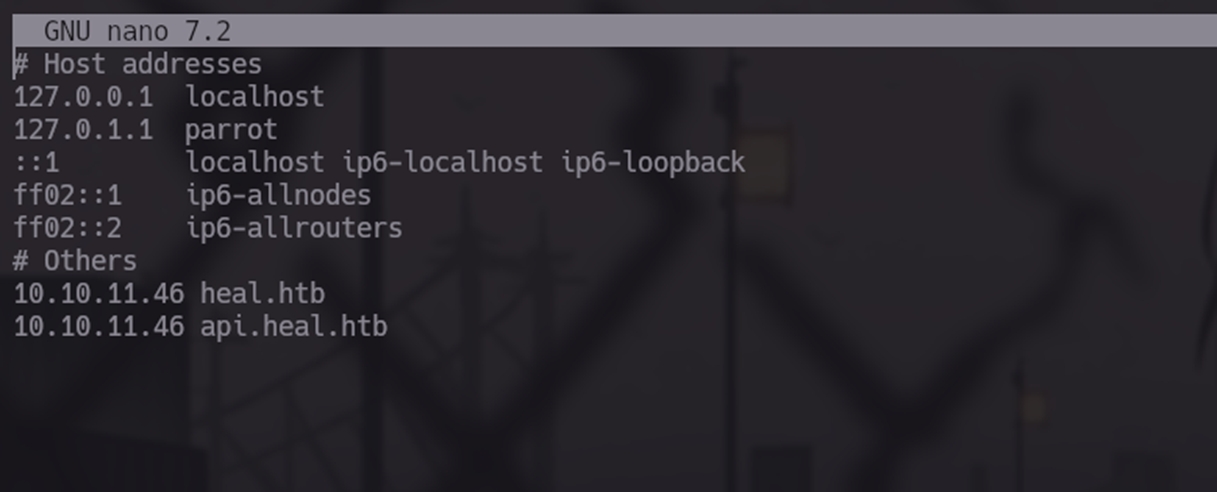 GNU nano 7.2
# Host addresses
127.0.0.1  localhost
127.0.1.1  parrot
::1        localhost ip6-localhost ip6-loopback
ff02::1    ip6-allnodes
ff02::2    ip6-allrouters
# Others
10.10.11.46 heal.htb
10.10.11.46 api.heal.htb